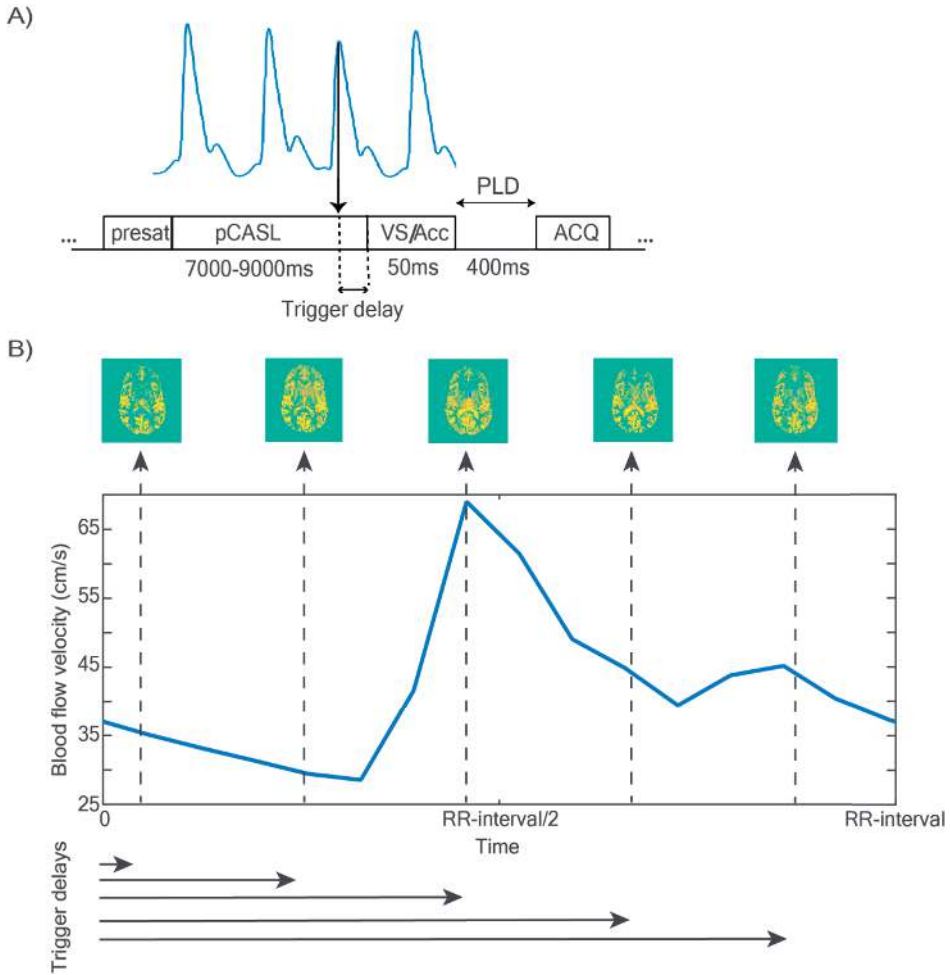 A)
PLD
... presat pCASL VS/Acc ACQ ...
7000-9000ms 50ms 400ms
Trigger delay
B)
Blood flow velocity (cm/s)
65
55
45
35
25
0 RR-interval/2 RR-interval
Time
Trigger delays